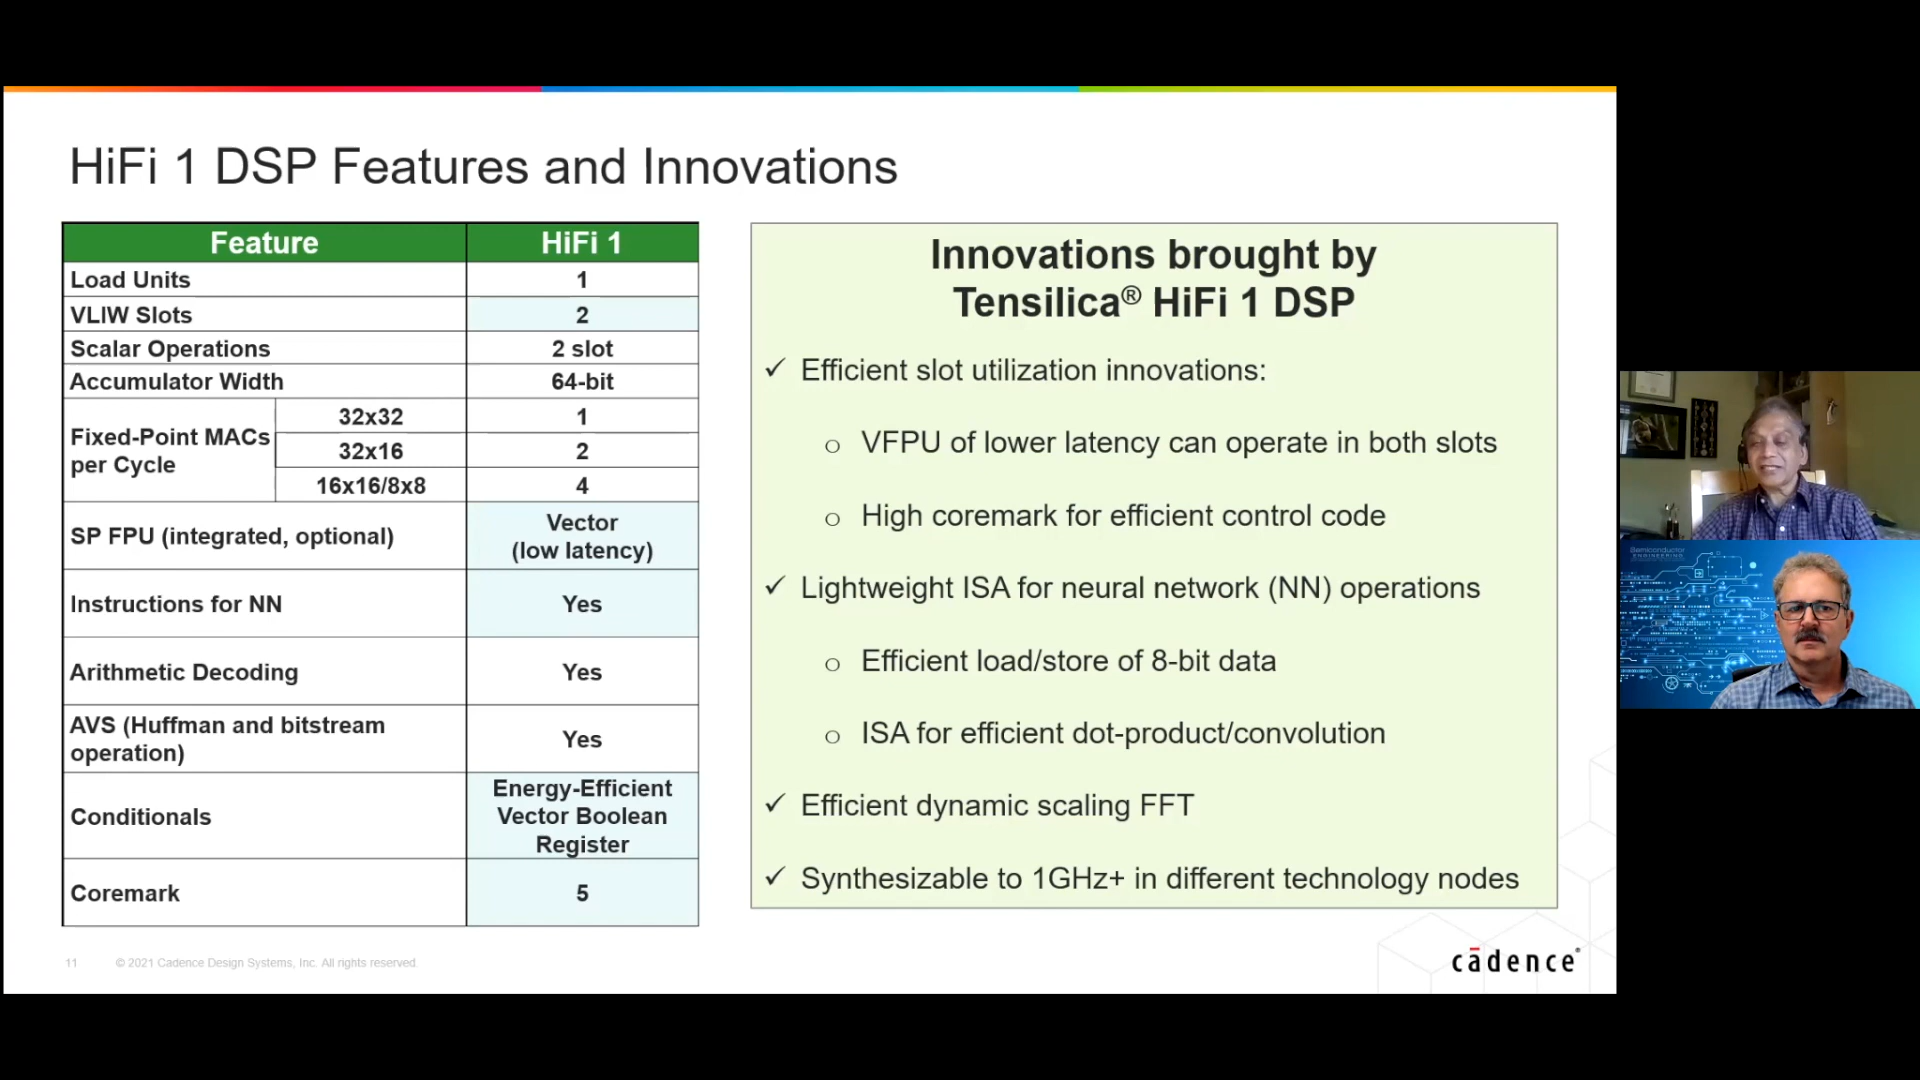 HiFi 1 DSP Features and Innovations
Feature HiFi 1
Load Units 1
VLIW Slots 2
Scalar Operations 2 slot
Accumulator Width 64-bit
Fixed-Point MACs per Cycle
32x32 1
32x16 2
16x16/8x8 4
SP FPU (integrated, optional) Vector
(low latency)
Instructions for NN Yes
Arithmetic Decoding Yes
AVS (Huffman and bitstream
operation) Yes
Conditionals Energy-Efficient
Vector Boolean
Register
Coremark 5
Innovations brought by
Tensilica® HiFi 1 DSP
✓ Efficient slot utilization innovations:
o VFPU of lower latency can operate in both slots
o High coremark for efficient control code
✓ Lightweight ISA for neural network (NN) operations
o Efficient load/store of 8-bit data
o ISA for efficient dot-product/convolution
✓ Efficient dynamic scaling FFT
✓ Synthesizable to 1GHz+ in different technology nodes
11 © 2021 Cadence Design Systems, Inc. All rights reserved.
cādence®
Semiconductor
ENGINEERING